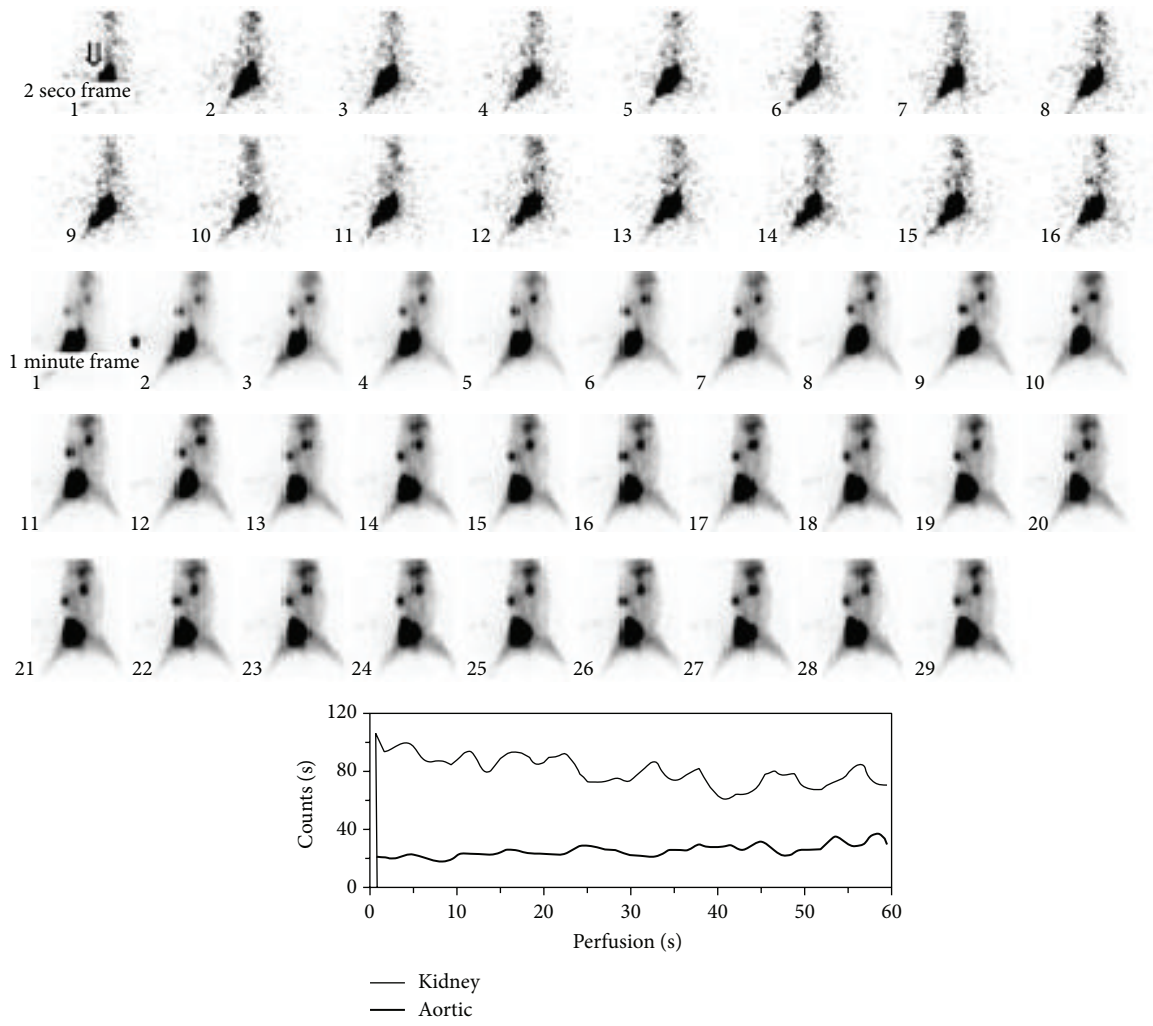 2 seco frame
1 2 3 4 5 6 7 8
9 10 11 12 13 14 15 16
1 minute frame
1 2 3 4 5 6 7 8 9 10
11 12 13 14 15 16 17 18 19 20
21 22 23 24 25 26 27 28 29
120
80
40
0
Counts (s)
0 10 20 30 40 50 60
Perfusion (s)
Kidney
Aortic